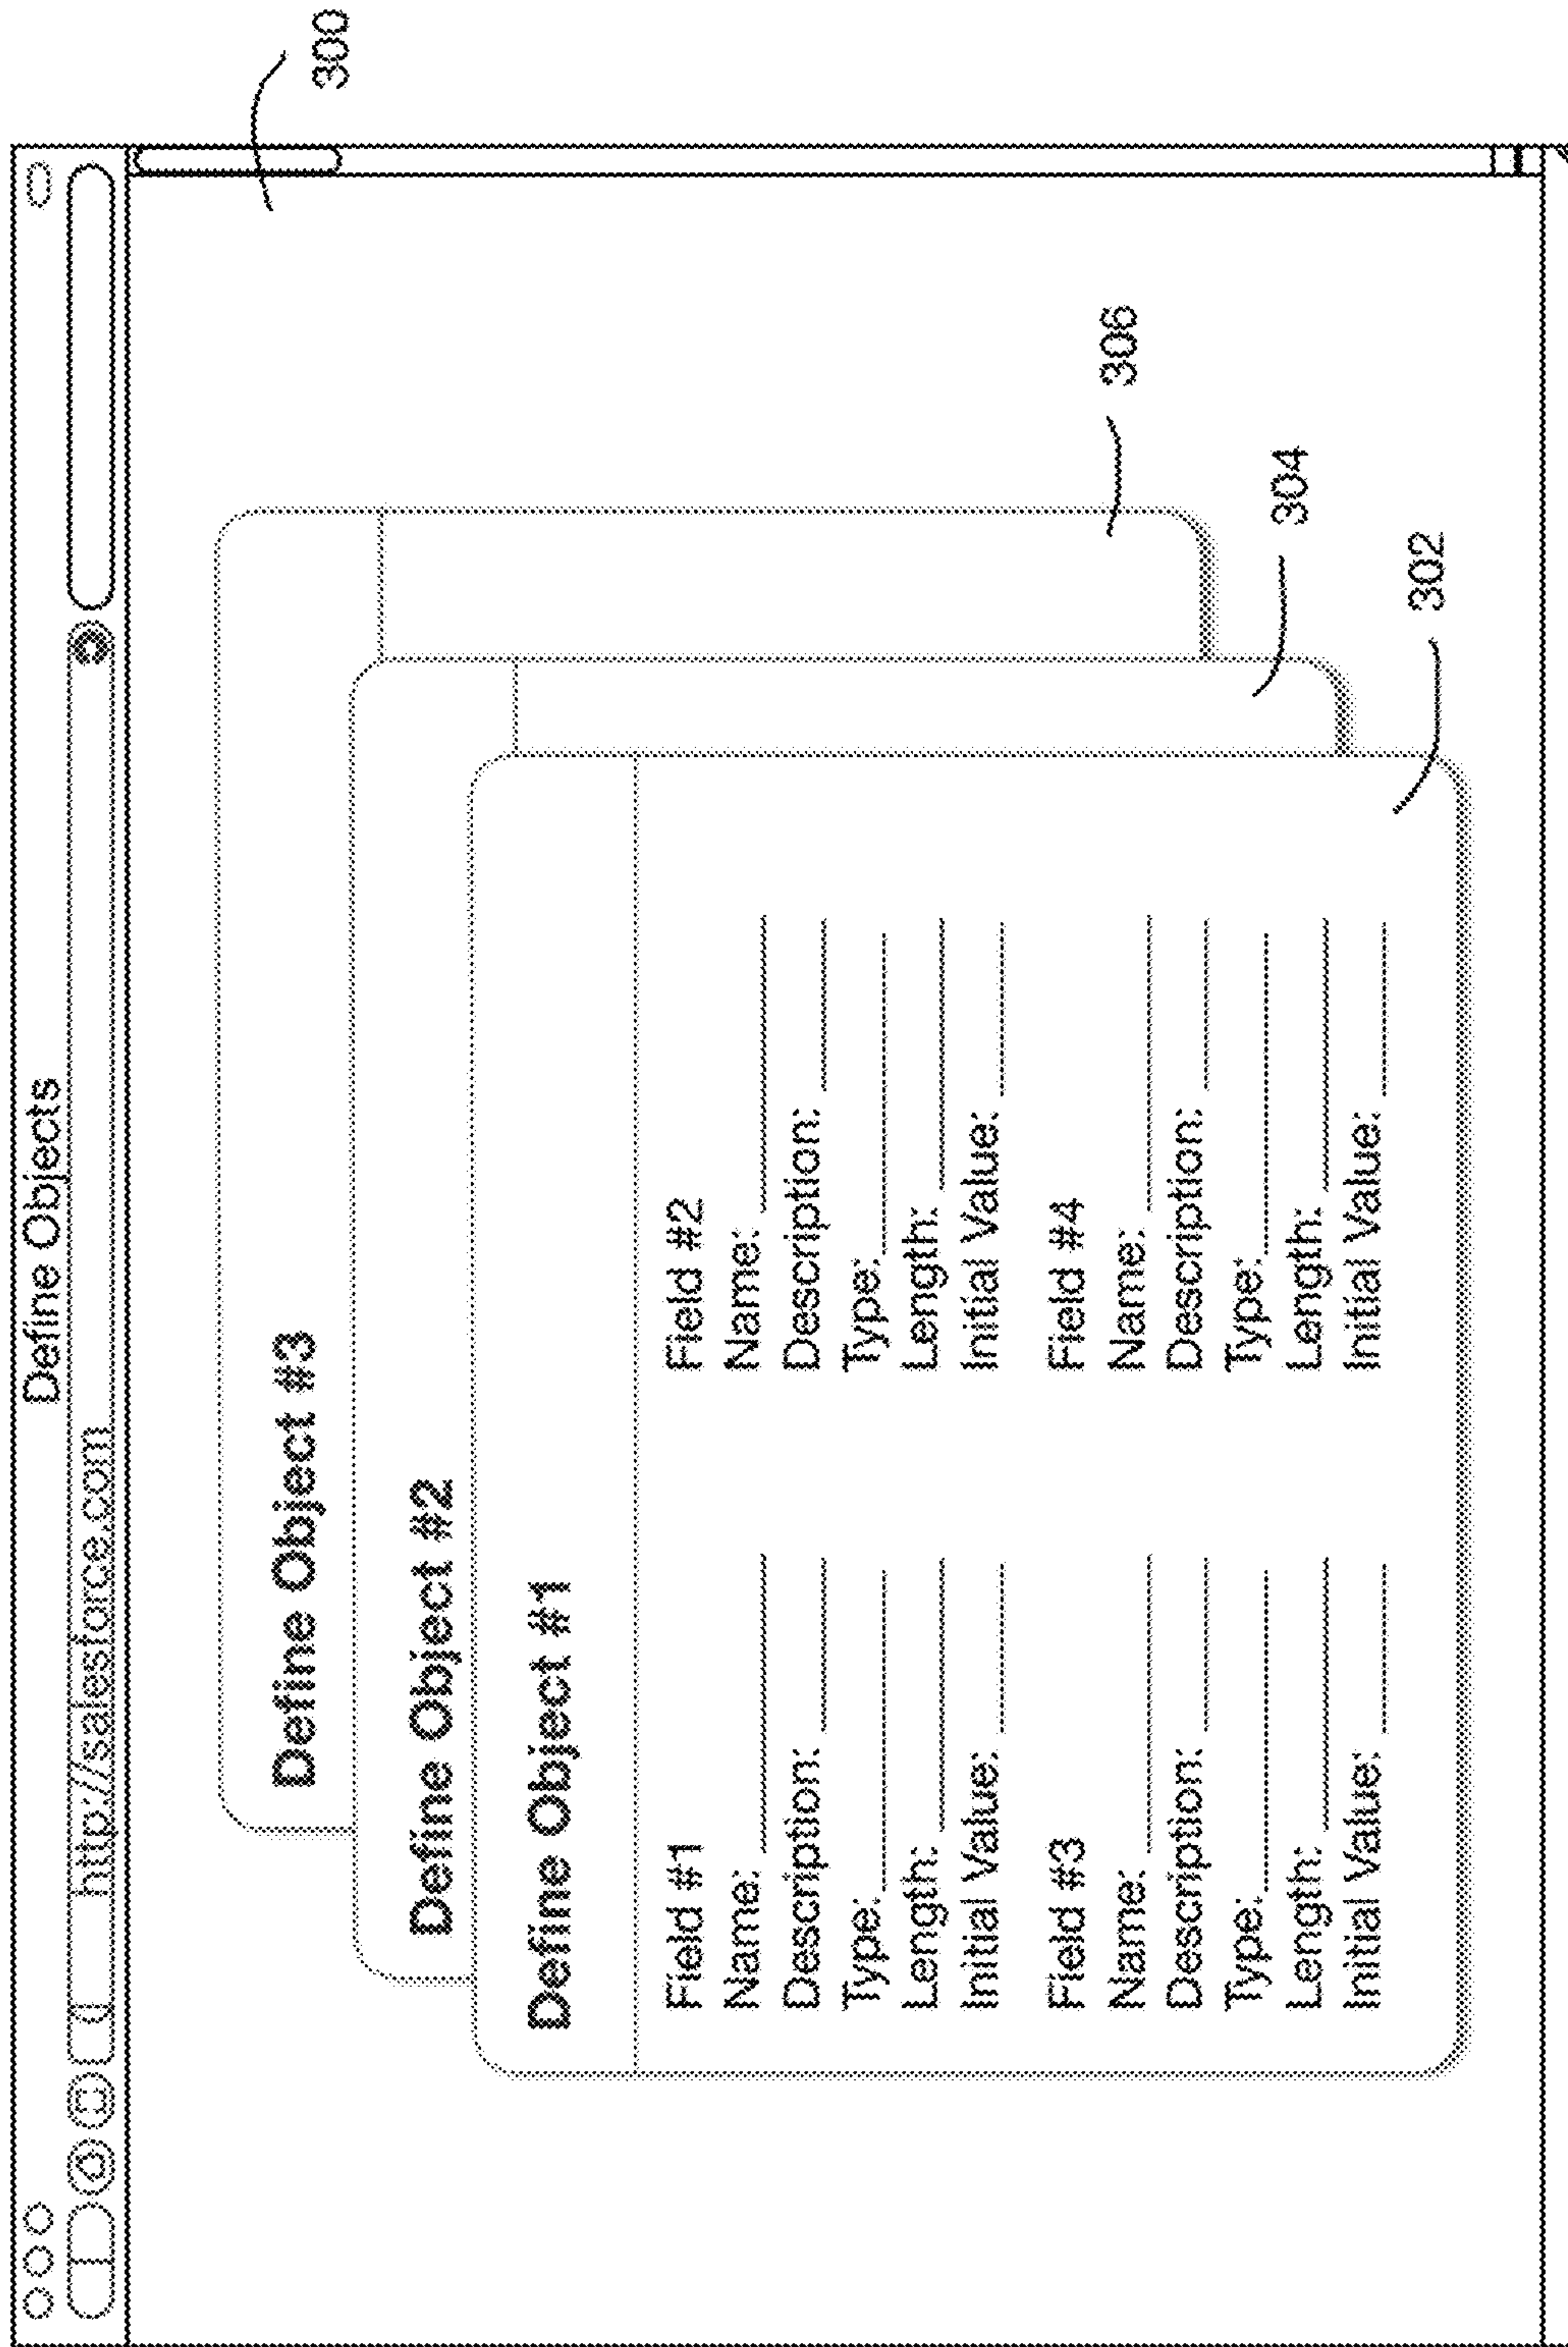 Define Objects
http://salesforce.com
300
Define Object #3
Define Object #2
Define Object #1
Field #1
Name:
Description:
Type:
Length:
Initial Value:
Field #2
Name:
Description:
Type:
Length:
Initial Value:
Field #3
Name:
Description:
Type:
Length:
Initial Value:
Field #4
Name:
Description:
Type:
Length:
Initial Value:
306
304
302